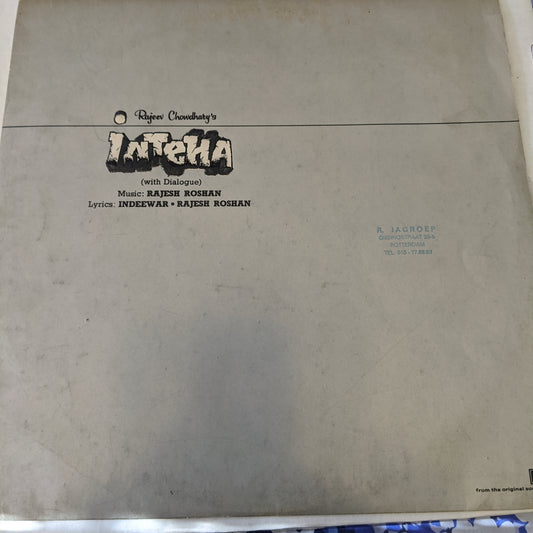 Rajeev Chowdhary's
INTeHA
(with Dialogue)
Music: RAJESH ROSHAN
Lyrics: INDEEWAR • RAJESH ROSHAN
R. JAGROEP
ROTTERDAM
from the original so